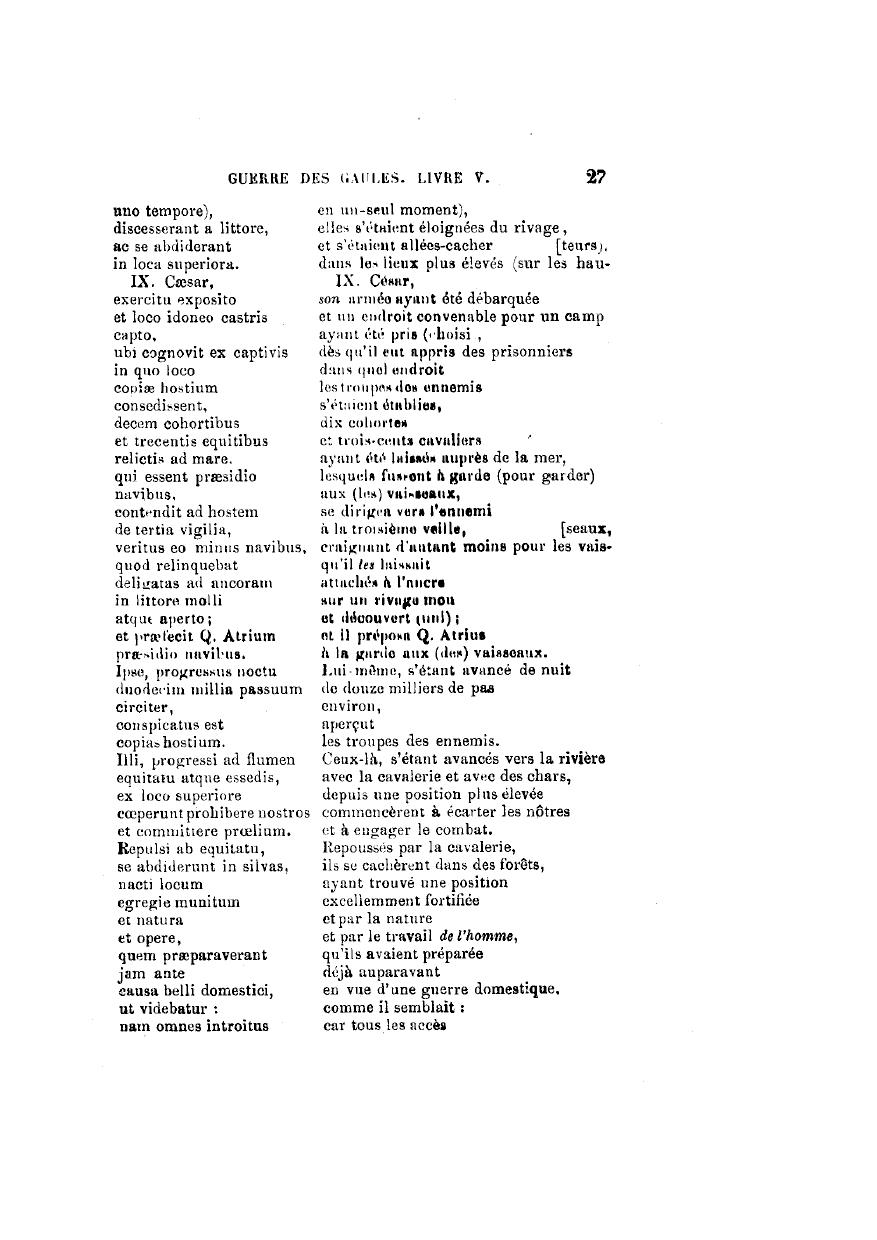 GUERRE DES GAULES. LIVRE V. 27
uno tempore), en un-seul moment),
discesserant a littore, elles s'étaient éloignées du rivage,
ac se abdiderant et s'étaient allées-cacher [teurs).
in loca superiora. dans les lieux plus élevés (sur les hau-
IX. Cæsar, IX. César,
exercitu exposito son armée ayant été débarquée
et loco idoneo castris et un endroit convenable pour un camp
capto, ayant été pris (choisi ,
ubi cognovit ex captivis dès qu'il eut appris des prisonniers
in quo loco dans quel endroit
copiæ hostium les troupes des ennemis
consedissent, s'étaient établies,
decem cohortibus dix cohortes
et trecentis equitibus et trois-cents cavaliers
relictis ad mare. ayant été laissés auprès de la mer,
qui essent præsidio lesquels fussent à garde (pour garder)
navibus, aux (les) vaisseaux,
contendit ad hostem se dirigea vers l'ennemi
de tertia vigilia, à la troisième veille, [seaux,
veritus eo minus navibus, craignant d'autant moins pour les vais-
quod relinquebat qu'il les laissait
deligatas ad ancoram attachés à l'ancre
in littore molli sur un rivage mou
atque aperto; et découvert (uni);
et præfecit Q. Atrium et il préposa Q. Atrius
præsidio navibus. à la garde aux (des) vaisseaux.
Ipse, progressus noctu Lui-même, s'étant avancé de nuit
duodecim millia passuum de douze milliers de pas
circiter, environ,
conspicatus est aperçut
copias hostium. les troupes des ennemis.
Illi, progressi ad flumen Ceux-là, s'étant avancés vers la rivière
equitatu atque essedis, avec la cavalerie et avec des chars,
ex loco superiore depuis une position plus élevée
cœperunt prohibere nostros commencèrent à écarter les nôtres
et committere prœlium. et à engager le combat.
Repulsi ab equitatu, Repoussés par la cavalerie,
se abdiderunt in silvas, ils se cachèrent dans des forêts,
nacti locum ayant trouvé une position
egregie munitum excellemment fortifiée
et natura et par la nature
et opere, et par le travail de l'homme,
quem præparaverant qu'ils avaient préparée
jam ante déjà auparavant
causa belli domestici, en vue d'une guerre domestique,
ut videbatur : comme il semblait :
nam omnes introitus car tous les accès